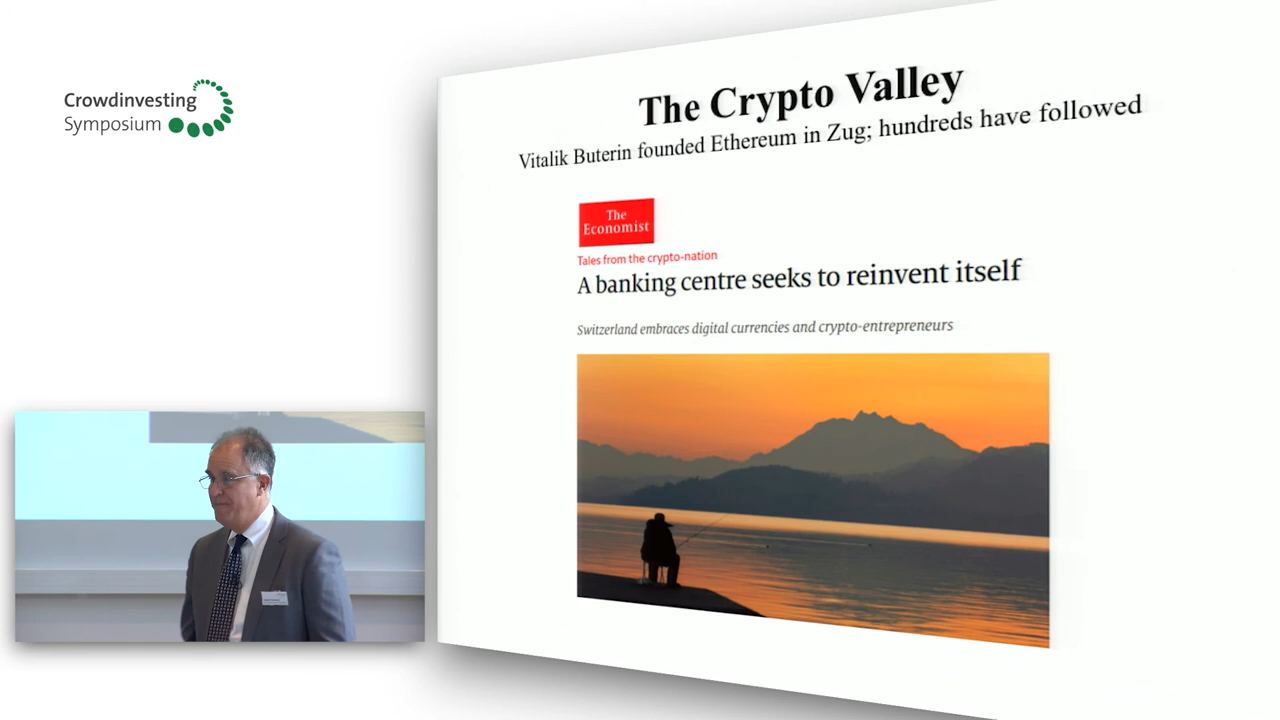 Crowdinvesting
Symposium
The Crypto Valley
Vitalik Buterin founded Ethereum in Zug; hundreds have followed
The
Economist
Tales from the crypto-nation
A banking centre seeks to reinvent itself
Switzerland embraces digital currencies and crypto-entrepreneurs